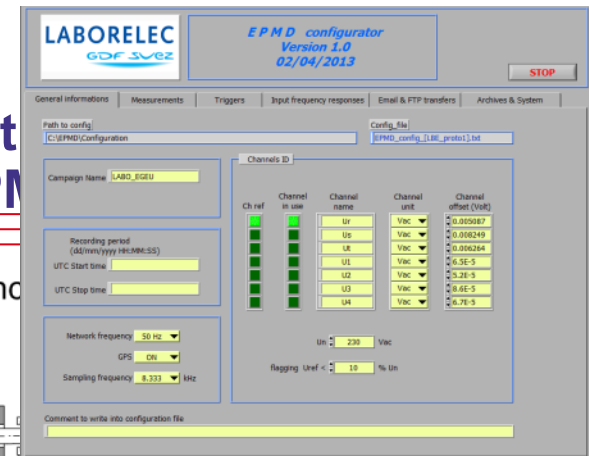 LABORELEC
GDF SUEZ
E P M D configurator
Version 1.0
02/04/2013
STOP
General informations
Measurements
Triggers
Input frequency responses
Email & FTP transfers
Archives & System
Path to config
C:\EPMD\Configuration
Config_file
EPMD_config_[LBE_proto1].txt
Campaign Name LABO_EGEU
Recording period
(dd/mm/yyyy HH:MM:SS)
UTC Start time
UTC Stop time
Network frequency 50 Hz
GPS ON
Sampling frequency 8.333 kHz
Channels ID
Ch ref Channel in use Channel name Channel unit Channel offset (Volt)
Ur Vac 0.005087
Us Vac 0.008249
Ut Vac 0.006264
U1 Vac 6.5E-5
U2 Vac 5.2E-5
U3 Vac 8.6E-5
U4 Vac 6.7E-5
Un 230 Vac
flagging Uref < 10 % Un
Comment to write into configuration file